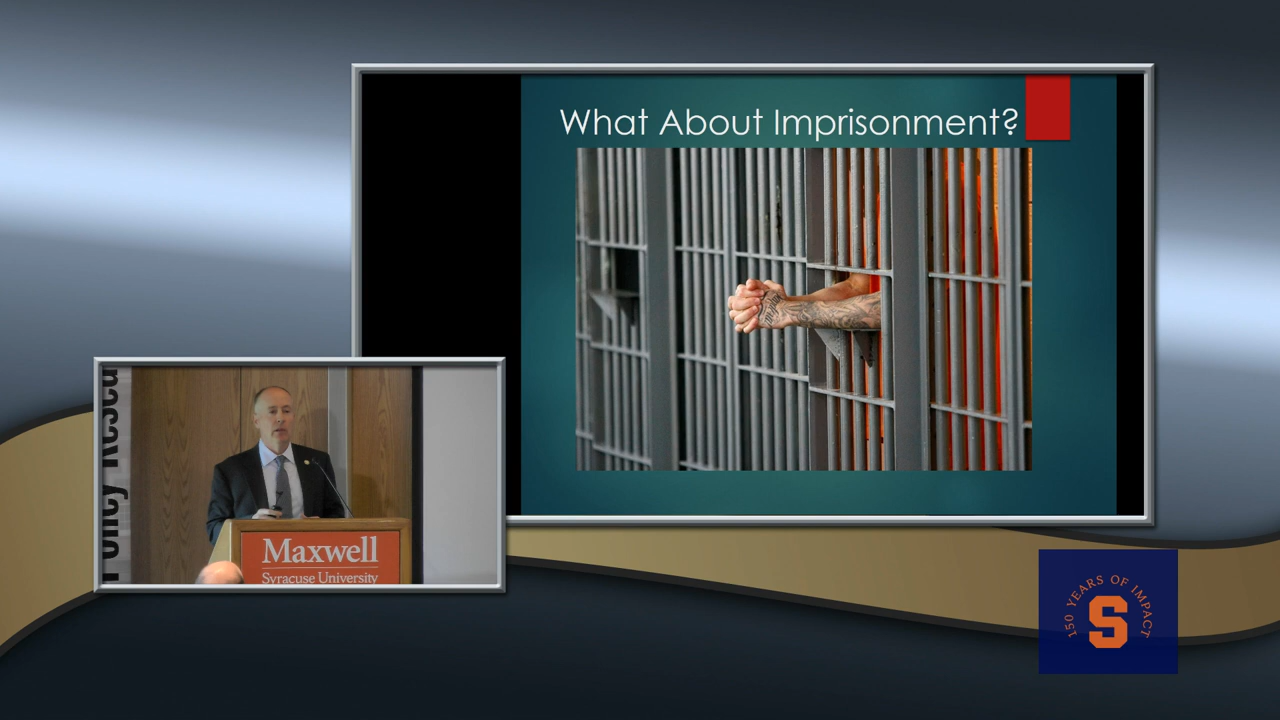 What About Imprisonment?
Maxwell
Syracuse University
150 YEARS OF IMPACT
S